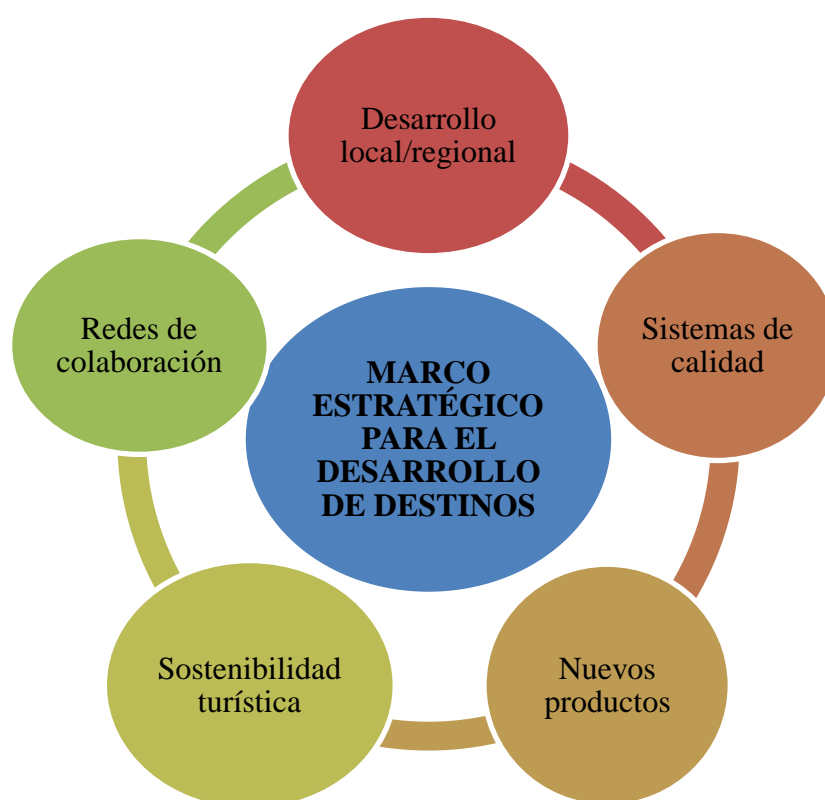 Desarrollo
local/regional
Redes de
colaboración
Sistemas de
calidad
MARCO
ESTRATÉGICO
PARA EL
DESARROLLO
DE DESTINOS
Sostenibilidad
turística
Nuevos
productos